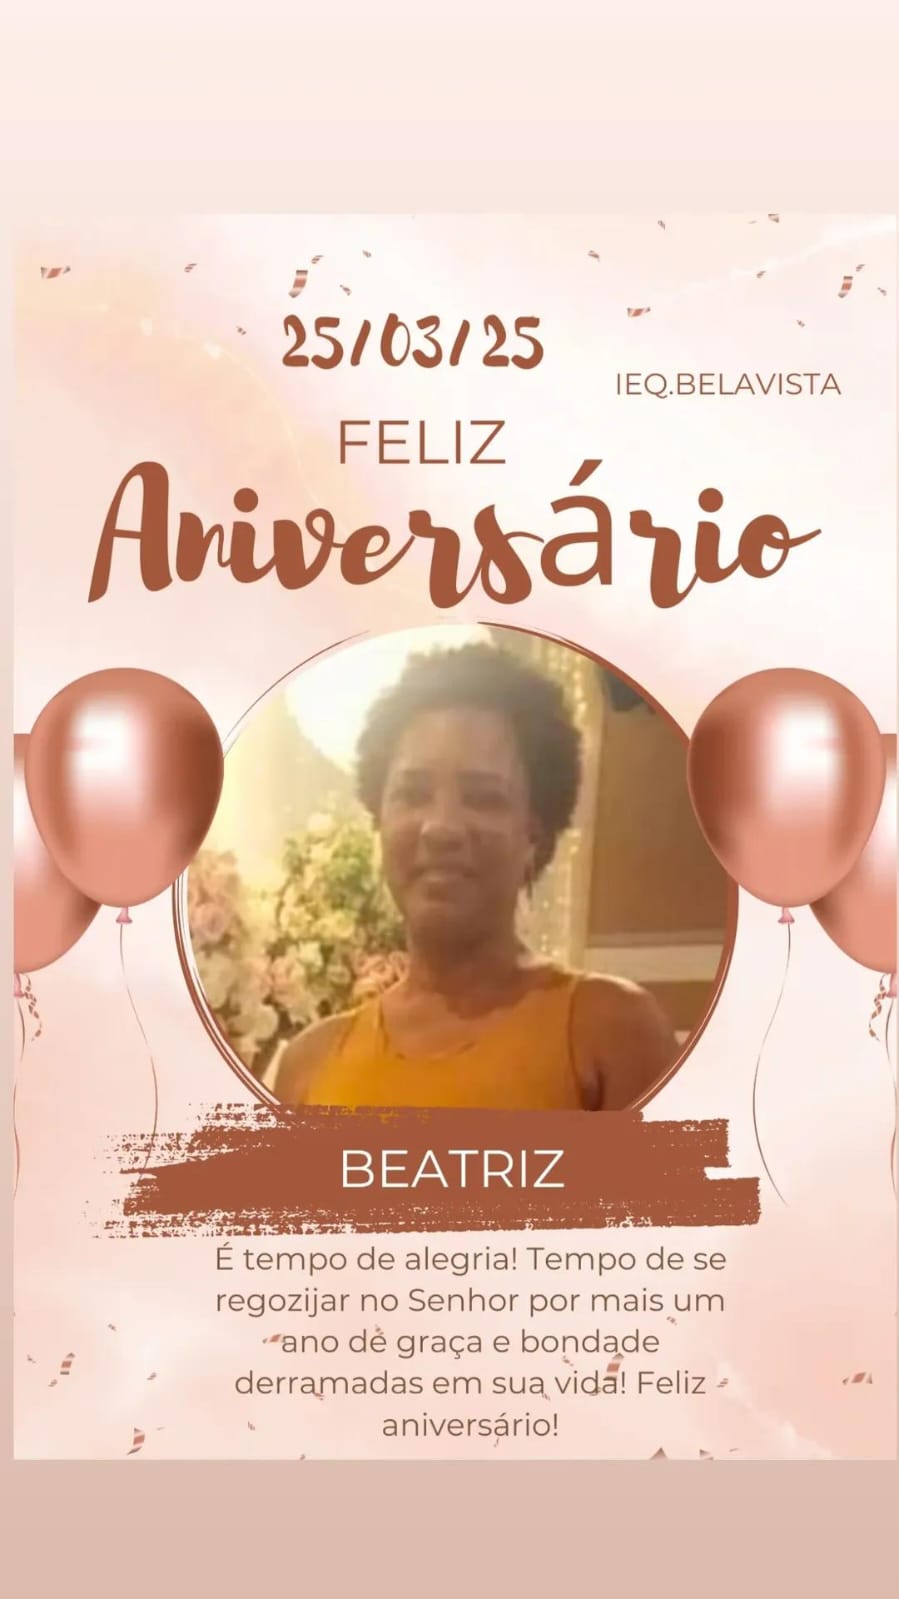 25/03/25
IEQ.BELAVISTA
FELIZ
Aniversário
BEATRIZ
É tempo de alegria! Tempo de se
regozijar no Senhor por mais um
ano de graça e bondade
derramadas em sua vida! Feliz
aniversário!